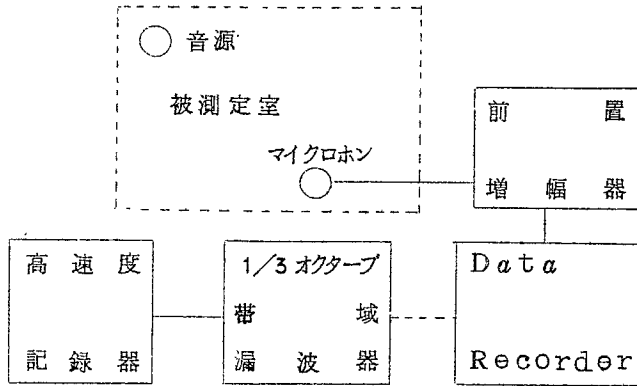 音源
被測定室
マイクロホン
前置
増幅器
高速度
記録器
1/3オクターブ
帯域
漏波器
Data
Recorder